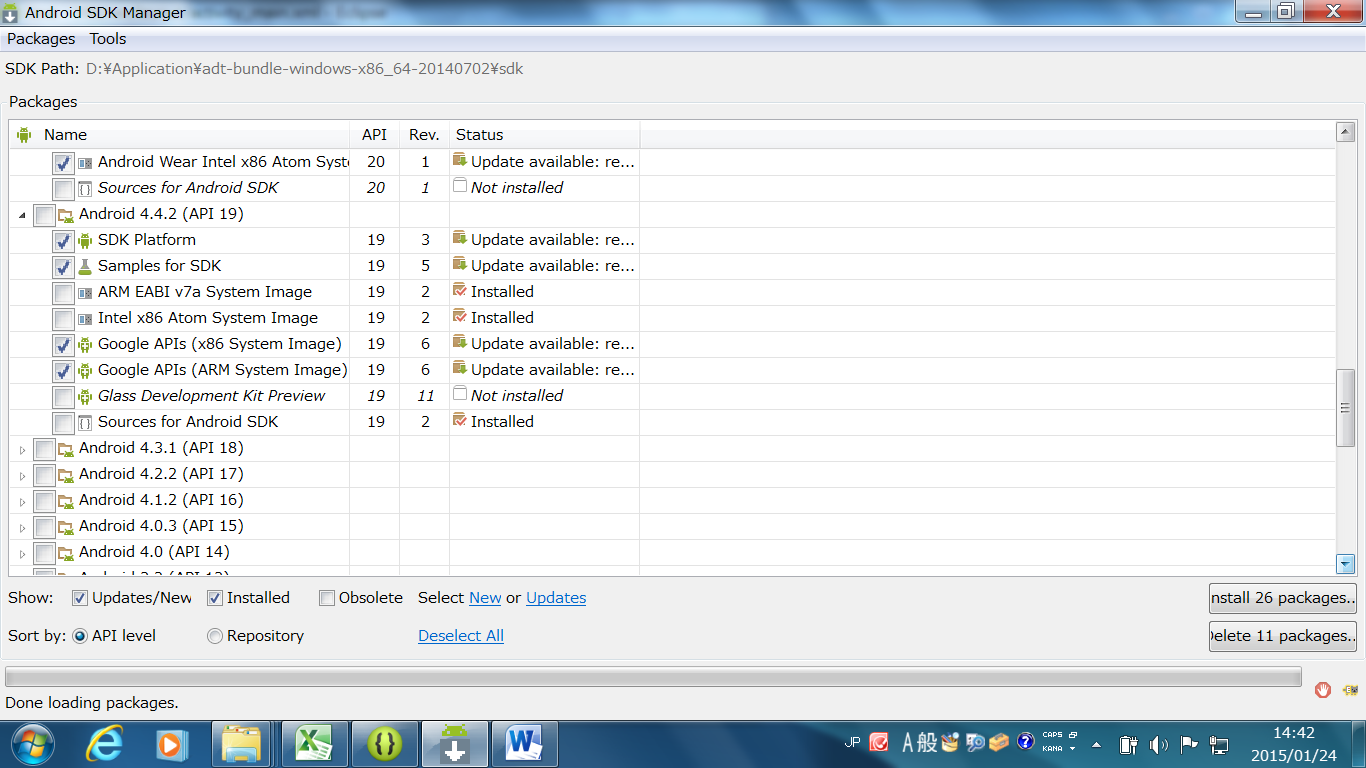 Android SDK Manager
Packages Tools
SDK Path: D:¥Application¥adt-bundle-windows-x86_64-20140702¥sdk
Packages
Name API Rev. Status
Android Wear Intel x86 Atom Syste 20 1 Update available: re...
Sources for Android SDK 20 1 Not installed
Android 4.4.2 (API 19)
SDK Platform 19 3 Update available: re...
Samples for SDK 19 5 Update available: re...
ARM EABI v7a System Image 19 2 Installed
Intel x86 Atom System Image 19 2 Installed
Google APIs (x86 System Image) 19 6 Update available: re...
Google APIs (ARM System Image) 19 6 Update available: re...
Glass Development Kit Preview 19 11 Not installed
Sources for Android SDK 19 2 Installed
Android 4.3.1 (API 18)
Android 4.2.2 (API 17)
Android 4.1.2 (API 16)
Android 4.0.3 (API 15)
Android 4.0 (API 14)
Show: Updates/New Installed Obsolete Select New or Updates
nstall 26 packages..
Sort by: API level Repository Deselect All
Delete 11 packages..
Done loading packages.
JP A 般 CAPS KANA
14:42
2015/01/24